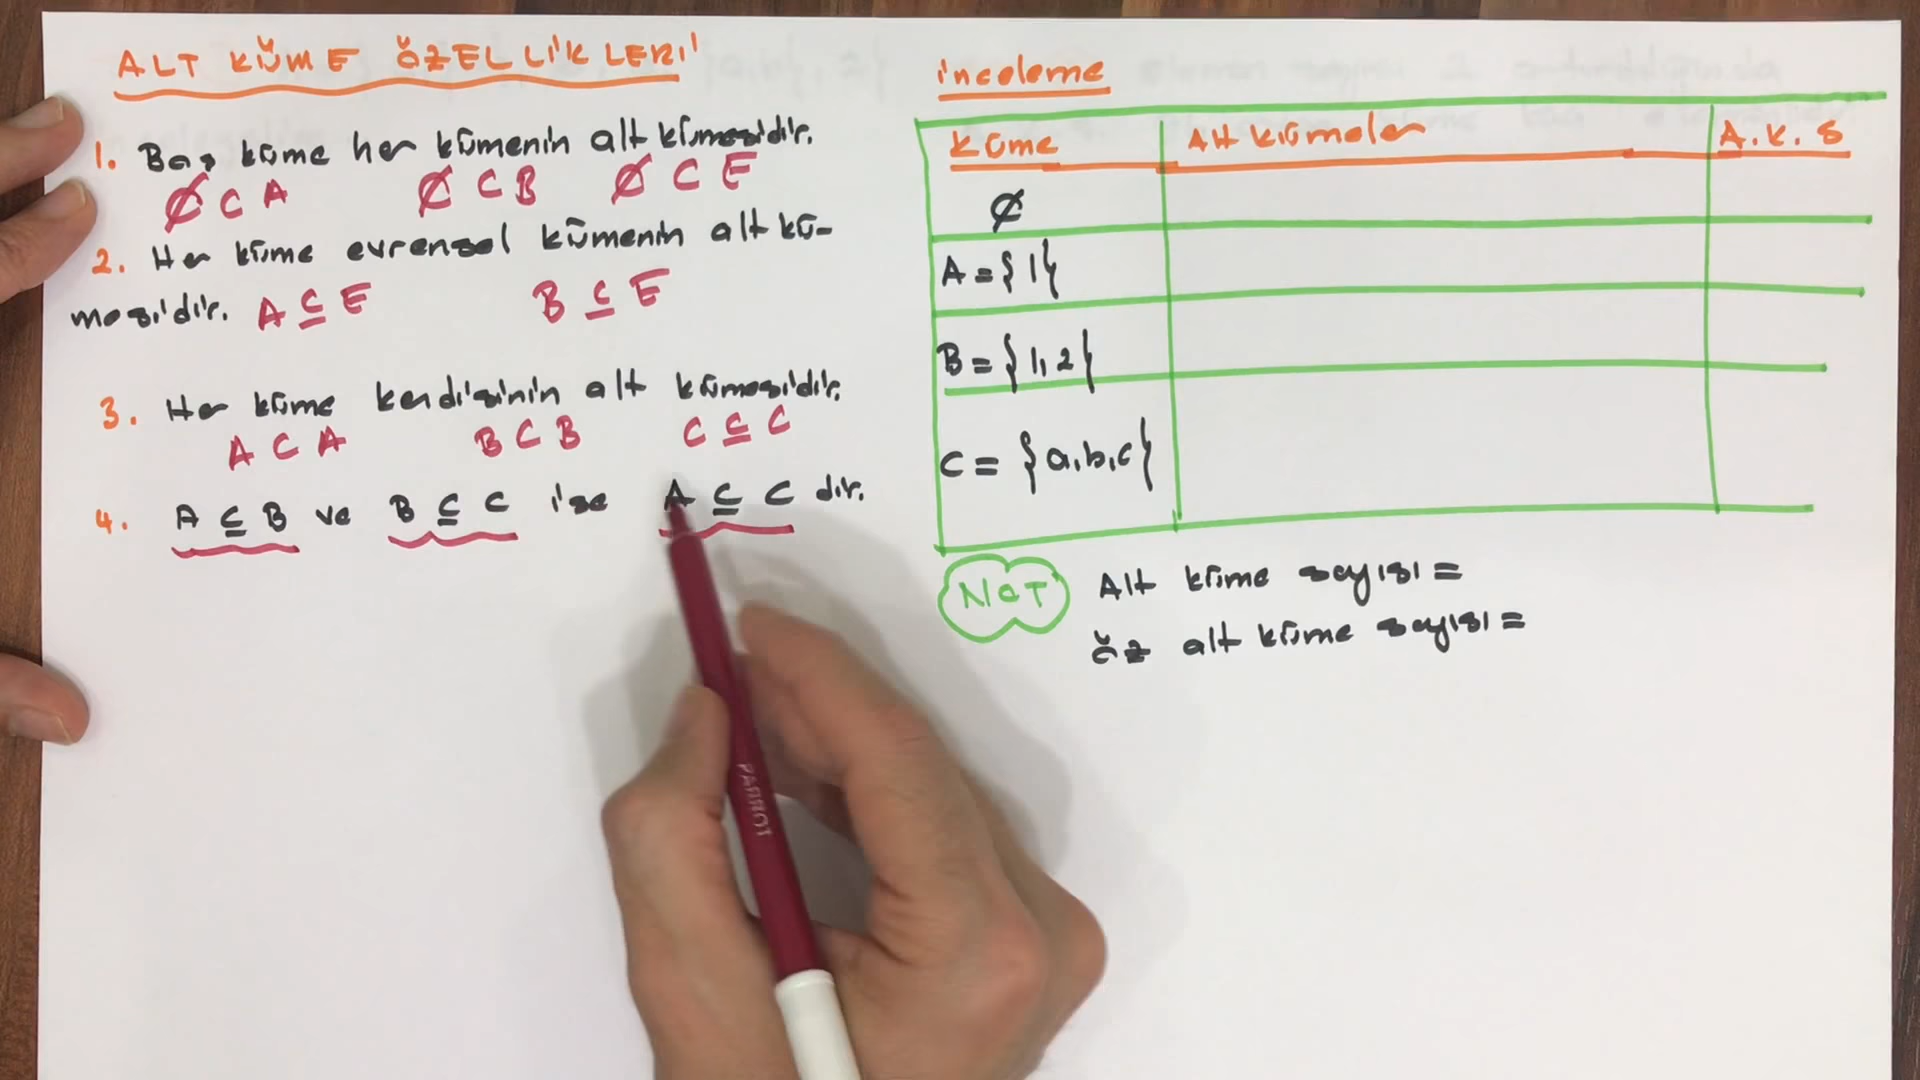 ALT KÜME ÖZELLİKLERİ
1. Boş küme her kümenin alt kümesidir.
∅ ⊂ A ∅ ⊂ B ∅ ⊂ E
2. Her küme evrensel kümenin alt kü-
mesidir. A ⊆ E B ⊆ E
3. Her küme kendisinin alt kümesidir.
A ⊂ A B ⊂ B C ⊆ C
4. A ⊆ B ve B ⊆ C ise A ⊆ C dir.
inceleme
Küme Alt kümeler A.K.S
∅
A = {1}
B = {1,2}
C = {a,b,c}
NOT Alt küme sayısı =
öz alt küme sayısı =
PARROT